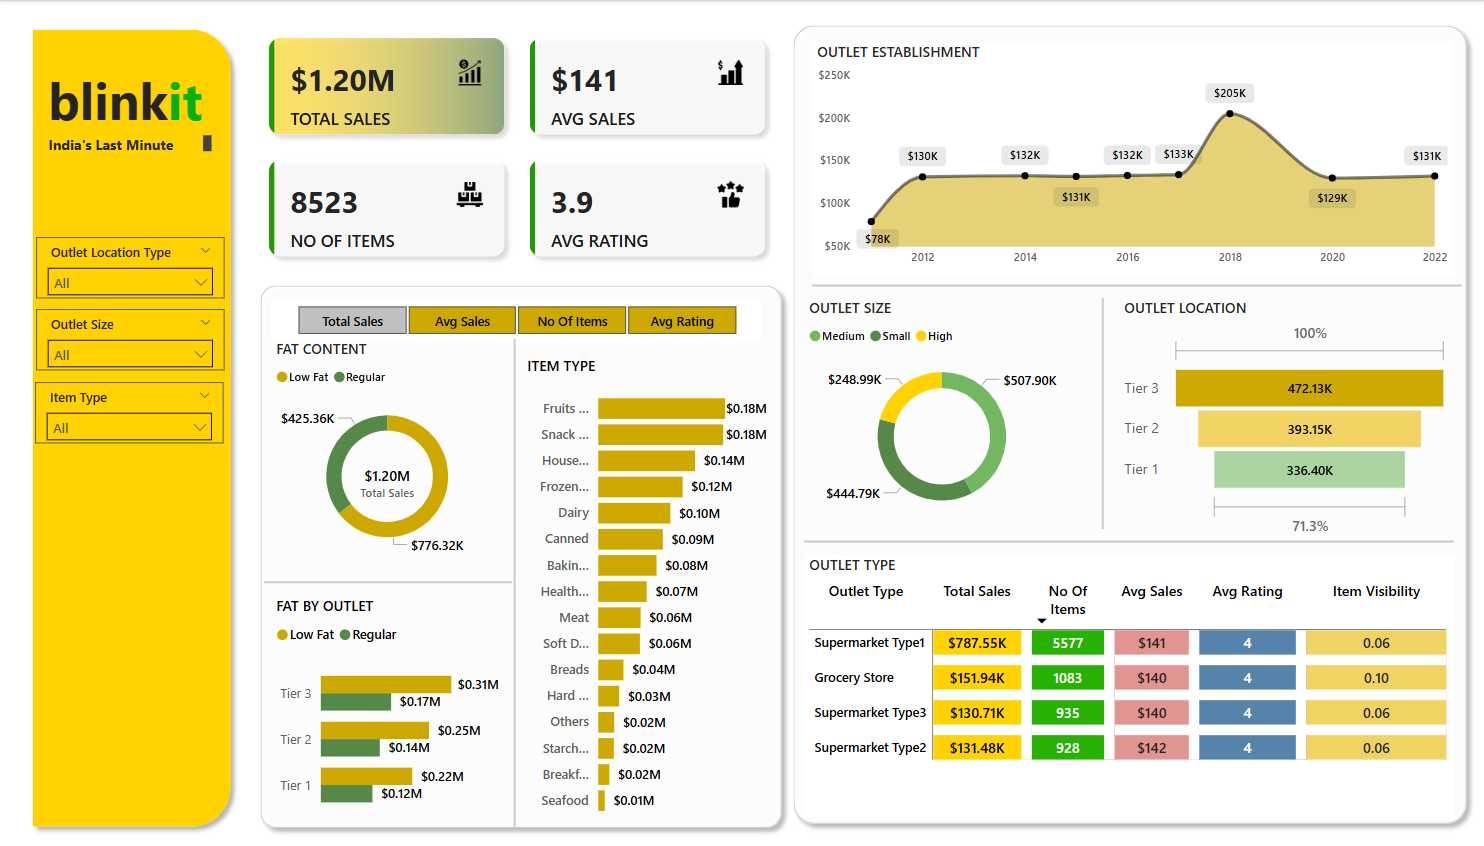 blinkit
India's Last Minute
Outlet Location Type
All
Outlet Size
All
Item Type
All
$1.20M
TOTAL SALES
$141
AVG SALES
8523
NO OF ITEMS
3.9
AVG RATING
Total Sales
Avg Sales
No Of Items
Avg Rating
FAT CONTENT
Low Fat
Regular
$425.36K
$1.20M
Total Sales
$776.32K
FAT BY OUTLET
Low Fat
Regular
Tier 3 $0.31M
$0.17M
Tier 2 $0.25M
$0.14M
Tier 1 $0.22M
$0.12M
ITEM TYPE
Fruits ... $0.18M
Snack ... $0.18M
House... $0.14M
Frozen... $0.12M
Dairy $0.10M
Canned $0.09M
Bakin... $0.08M
Health... $0.07M
Meat $0.06M
Soft D... $0.06M
Breads $0.04M
Hard ... $0.03M
Others $0.02M
Starch... $0.02M
Breakf... $0.02M
Seafood $0.01M
OUTLET ESTABLISHMENT
$250K
$200K
$150K
$100K
$50K
$78K
$130K
$132K
$131K
$132K
$133K
$205K
$129K
$131K
2012 2014 2016 2018 2020 2022
OUTLET SIZE
Medium
Small
High
$248.99K
$507.90K
$444.79K
OUTLET LOCATION
100%
Tier 3 472.13K
Tier 2 393.15K
Tier 1 336.40K
71.3%
OUTLET TYPE
Outlet Type Total Sales No Of Items Avg Sales Avg Rating Item Visibility
Supermarket Type1 $787.55K 5577 $141 4 0.06
Grocery Store $151.94K 1083 $140 4 0.10
Supermarket Type3 $130.71K 935 $140 4 0.06
Supermarket Type2 $131.48K 928 $142 4 0.06